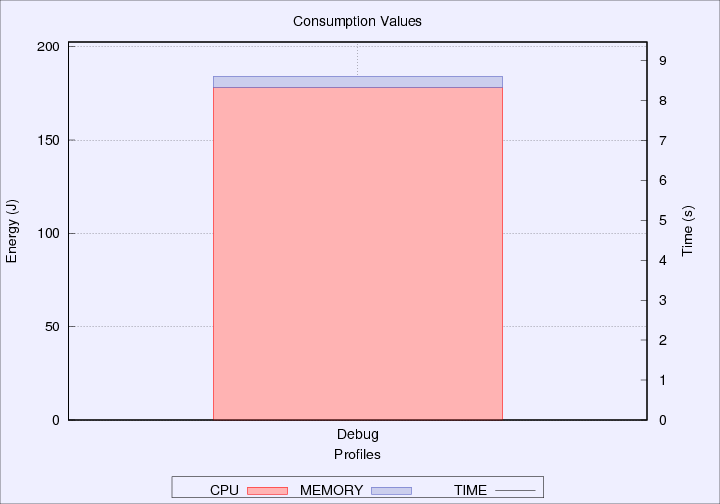 Consumption Values
200
150
100
50
0
Energy (J)
9
8
7
6
5
4
3
2
1
0
Time (s)
Debug
Profiles
CPU MEMORY TIME